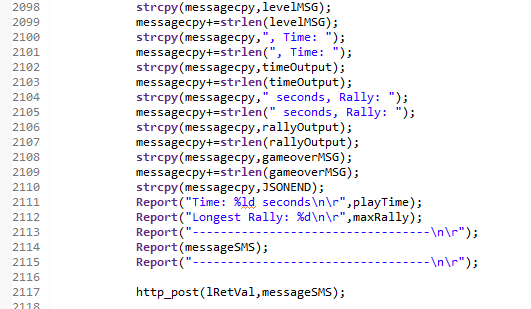 2098 strcpy(messagecpy,levelMSG);
2099 messagecpy+=strlen(levelMSG);
2100 strcpy(messagecpy,", Time: ");
2101 messagecpy+=strlen(", Time: ");
2102 strcpy(messagecpy,timeOutput);
2103 messagecpy+=strlen(timeOutput);
2104 strcpy(messagecpy," seconds, Rally: ");
2105 messagecpy+=strlen(" seconds, Rally: ");
2106 strcpy(messagecpy,rallyOutput);
2107 messagecpy+=strlen(rallyOutput);
2108 strcpy(messagecpy,gameoverMSG);
2109 messagecpy+=strlen(gameoverMSG);
2110 strcpy(messagecpy,JSONEND);
2111 Report("Time: %ld seconds\n\r",playTime);
2112 Report("Longest Rally: %d\n\r",maxRally);
2113 Report("----------------------------------\n\r");
2114 Report(messageSMS);
2115 Report("----------------------------------\n\r");
2116
2117 http_post(lRetVal,messageSMS);
2118